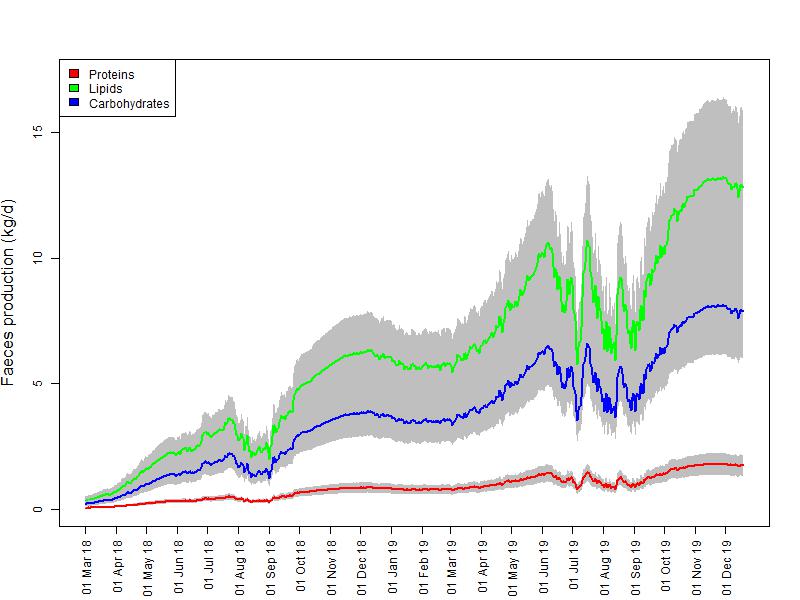 Proteins
Lipids
Carbohydrates
Faeces production (kg/d)
15
10
5
0
01 Mar 18
01 Apr 18
01 May 18
01 Jun 18
01 Jul 18
01 Aug 18
01 Sep 18
01 Oct 18
01 Nov 18
01 Dec 18
01 Jan 19
01 Feb 19
01 Mar 19
01 Apr 19
01 May 19
01 Jun 19
01 Jul 19
01 Aug 19
01 Sep 19
01 Oct 19
01 Nov 19
01 Dec 19